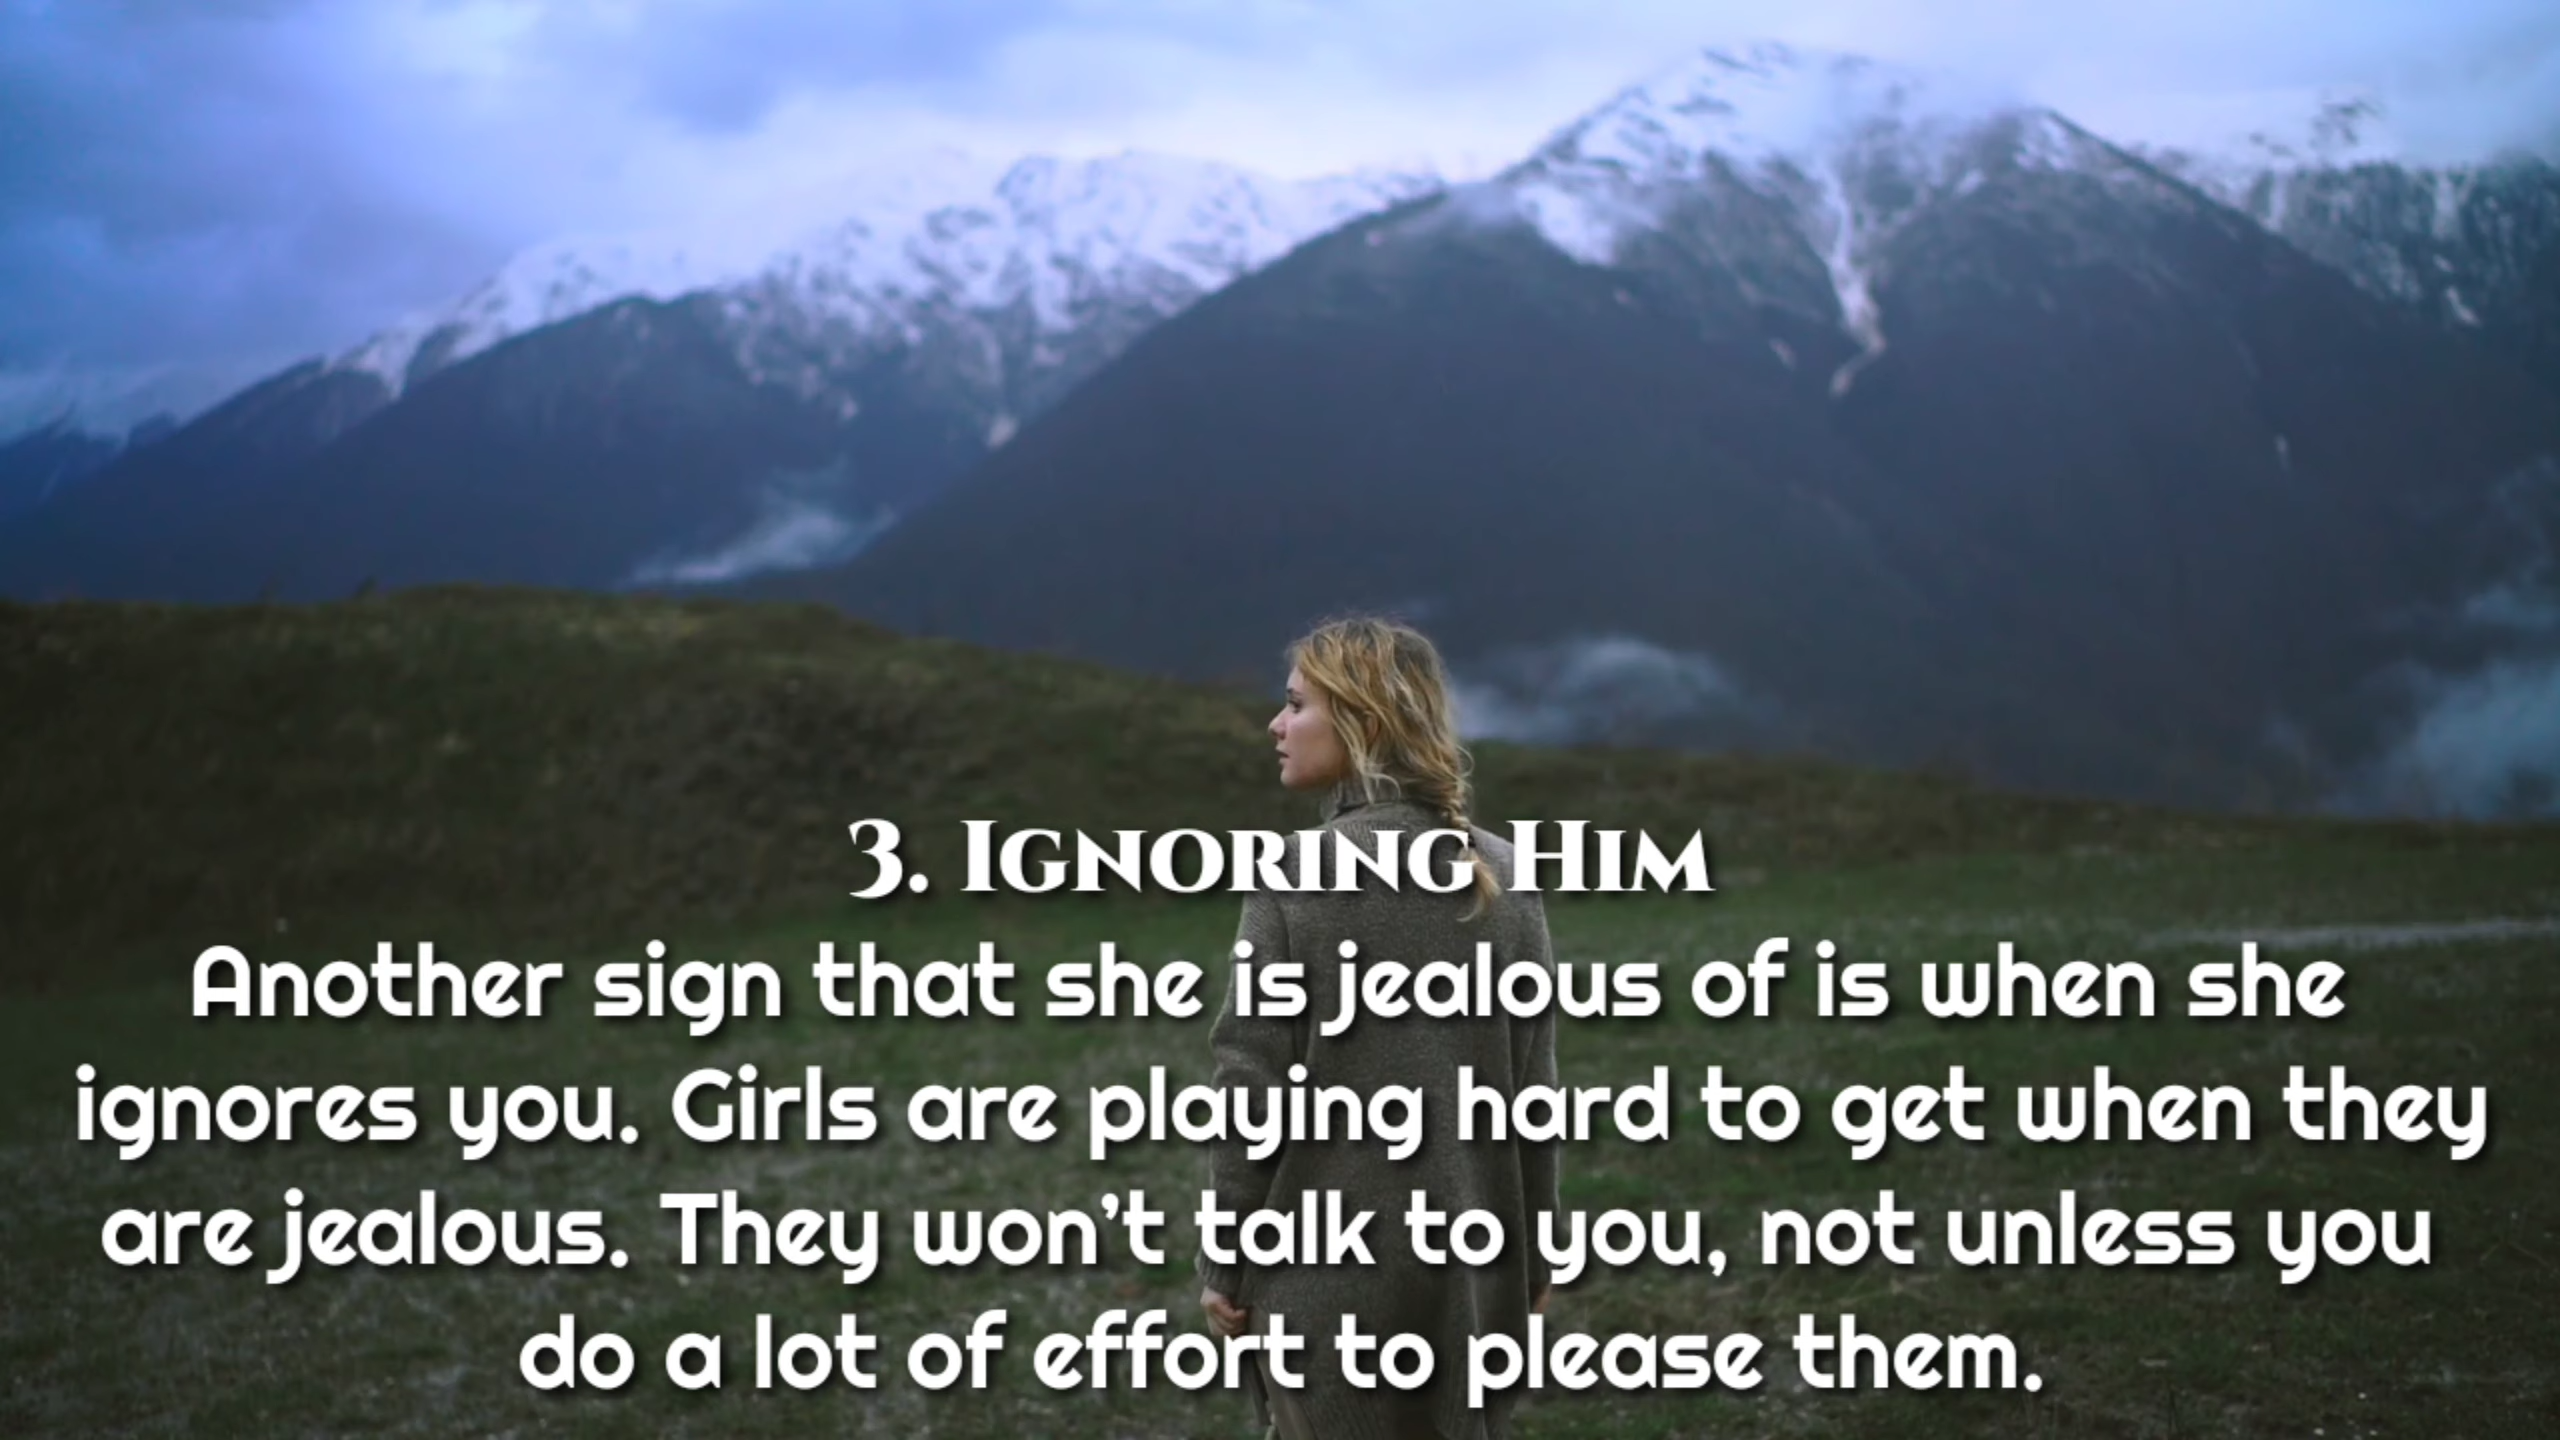 3. Ignoring Him
Another sign that she is jealous of is when she
ignores you. Girls are playing hard to get when they
are jealous. They won't talk to you, not unless you
do a lot of effort to please them.